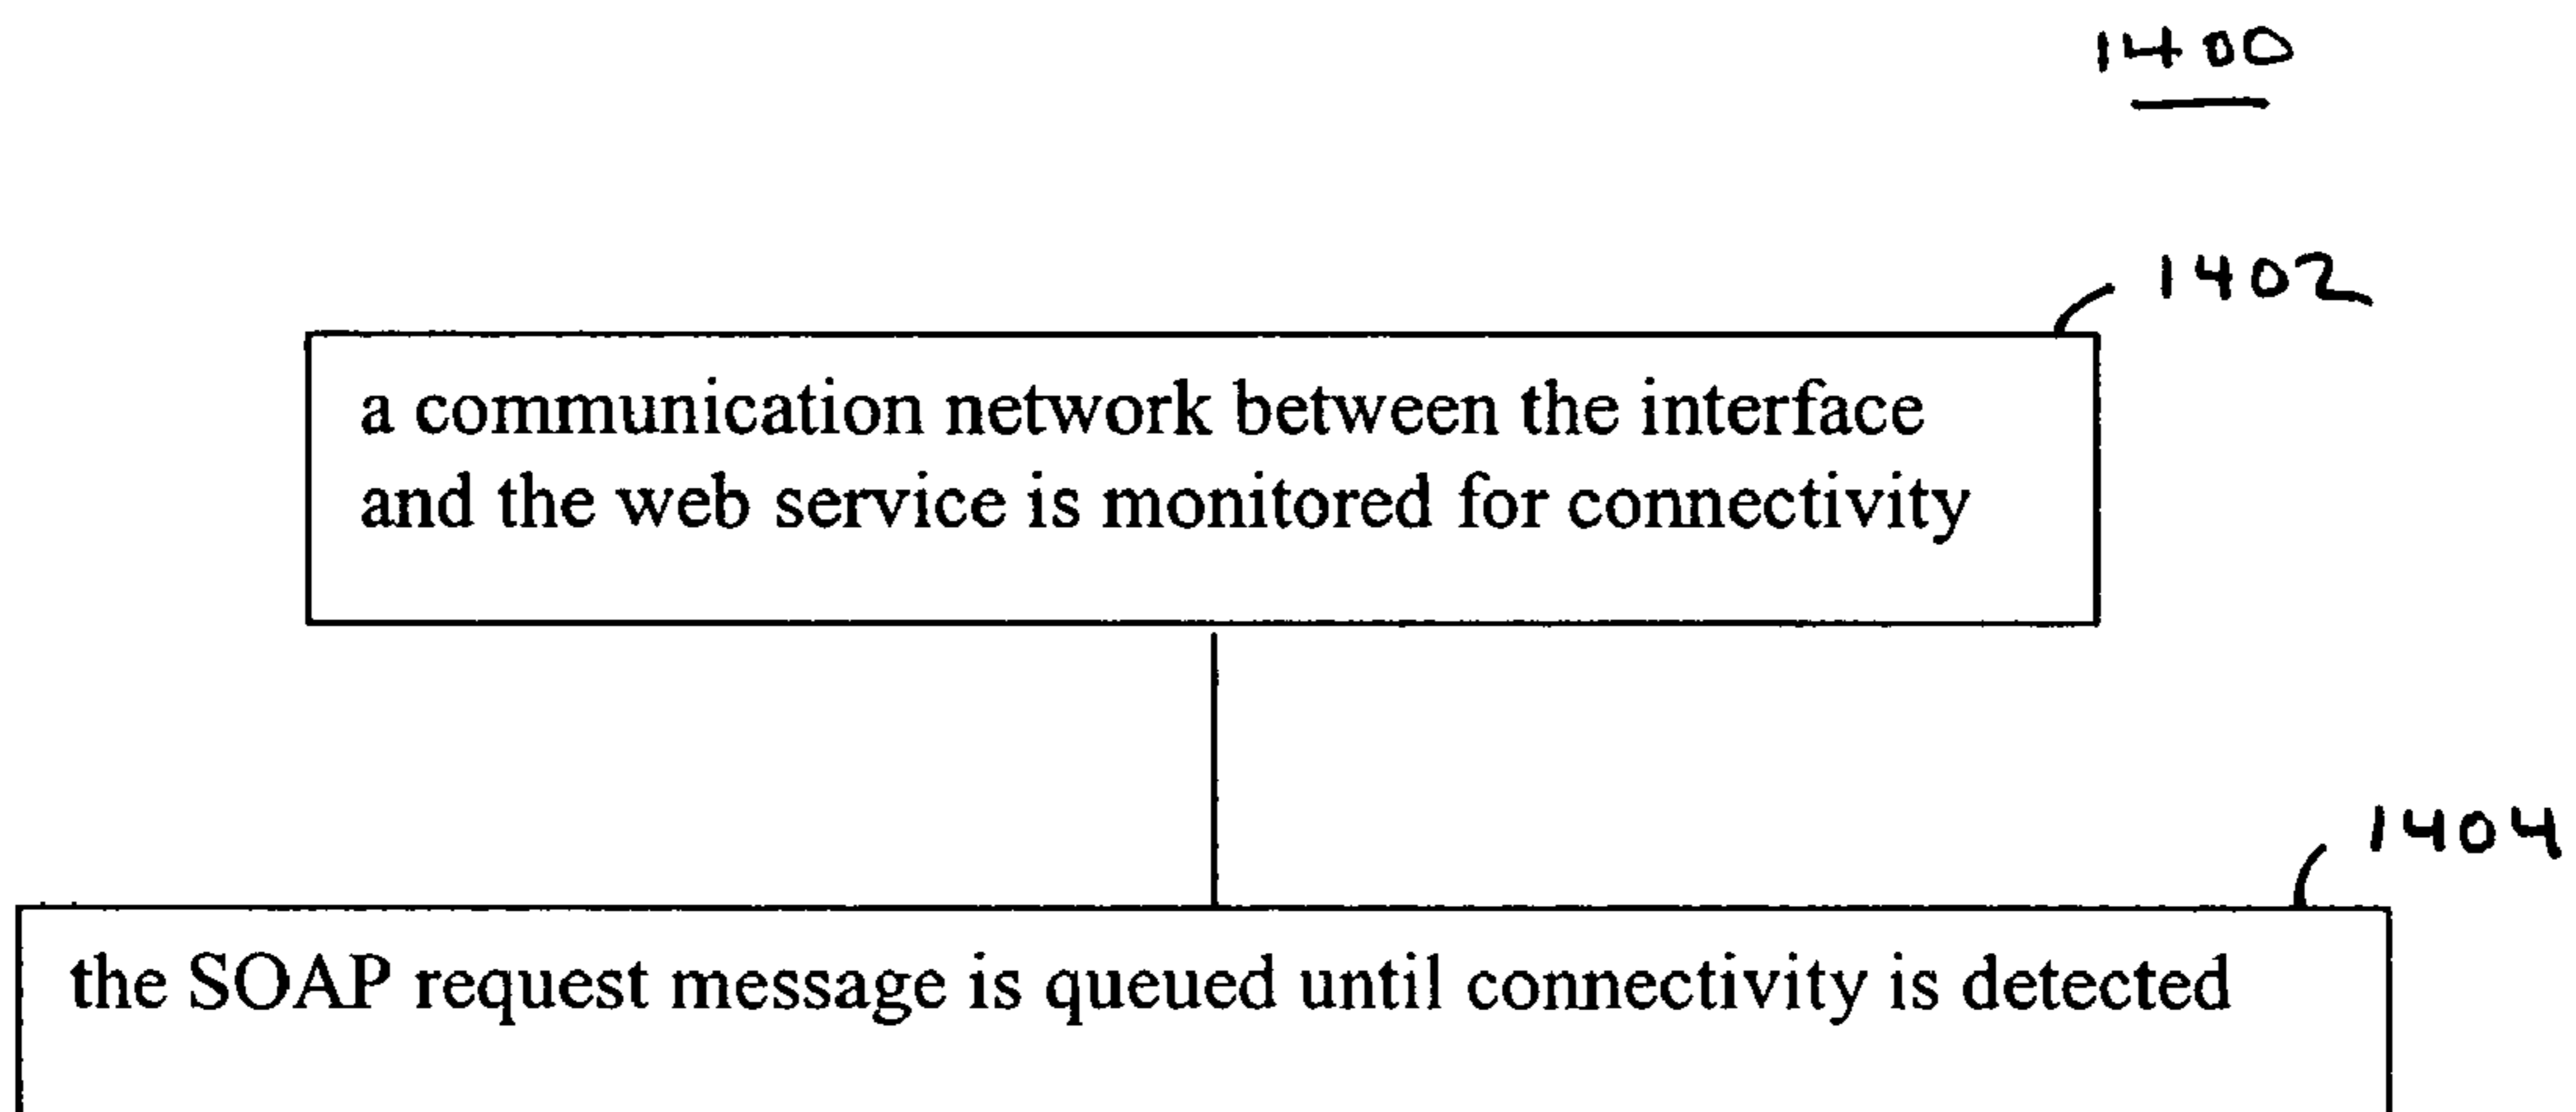 1400
1402
a communication network between the interface
and the web service is monitored for connectivity
1404
the SOAP request message is queued until connectivity is detected